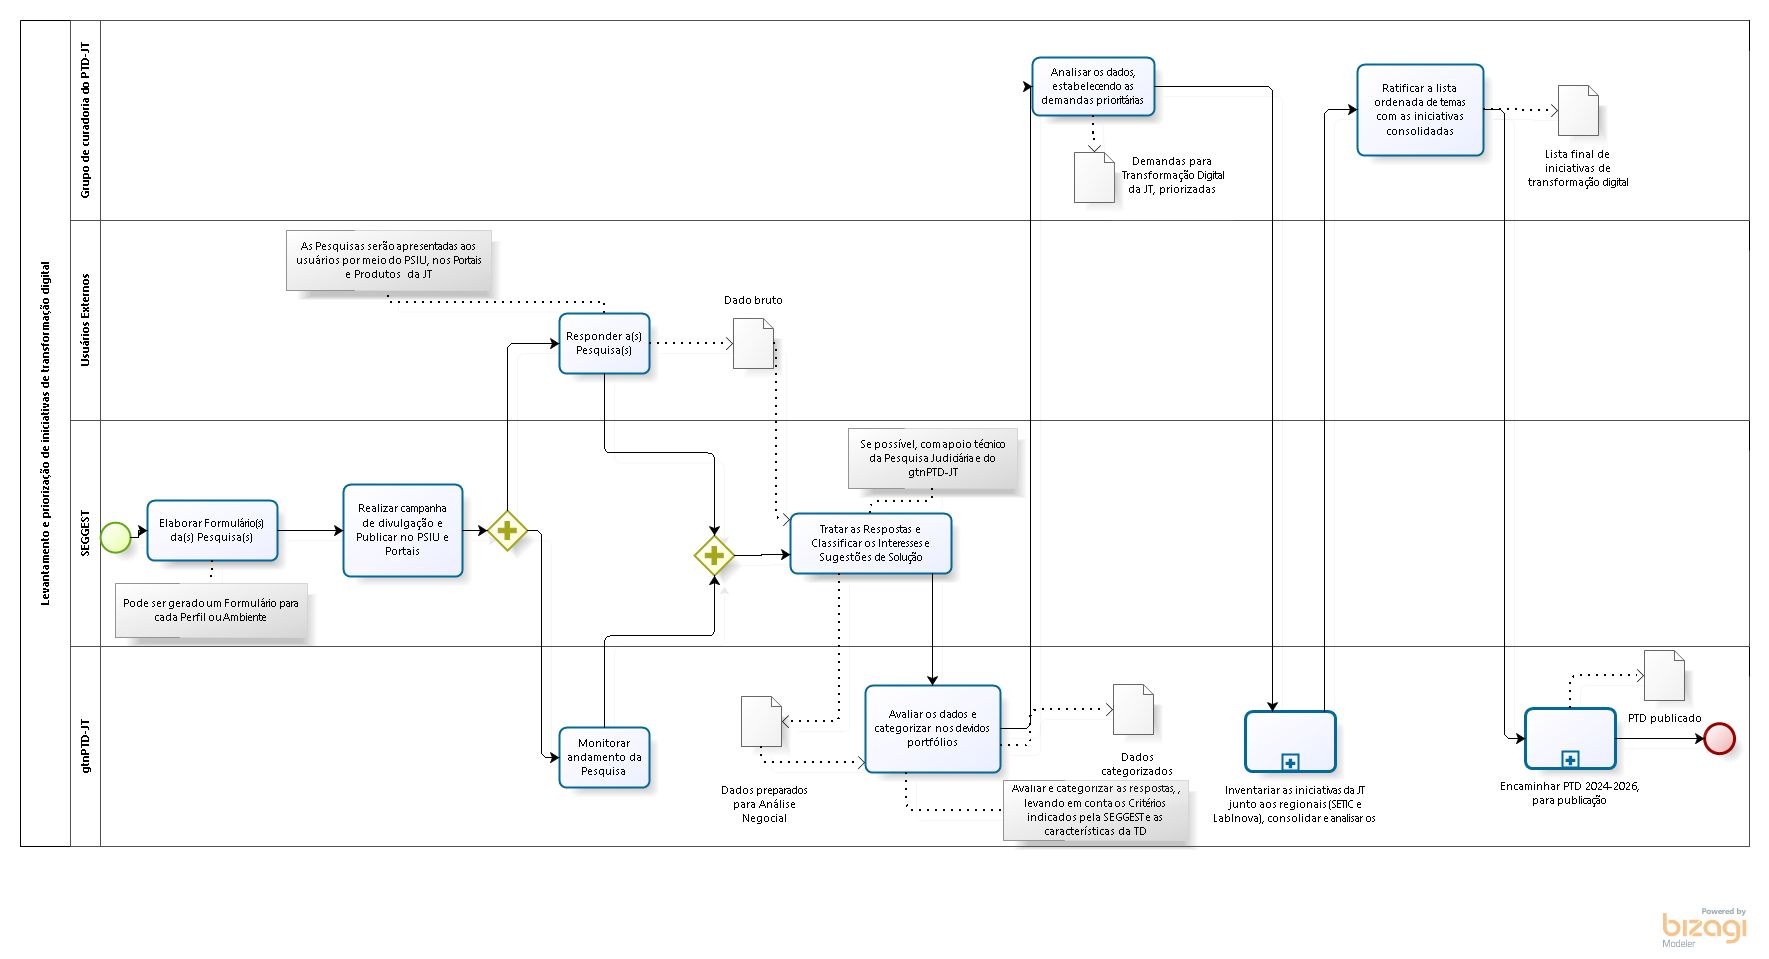 Levantamento e priorização de iniciativas de transformação digital
Grupo de curadoria do PTD-JT
Analisar os dados,
estabelecendo as
demandas prioritárias
Demandas para
Transformação Digital
da JT, priorizadas
Ratificar a lista
ordenada de temas
com as iniciativas
consolidadas
Lista final de
iniciativas de
transformação digital
Usuários Externos
As Pesquisas serão apresentadas aos
usuários por meio do PSIU, nos Portais
e Produtos da JT
Responder a(s)
Pesquisa(s)
Dado bruto
SEGGEST
Elaborar Formulário(s)
da(s) Pesquisa(s)
Pode ser gerado um Formulário para
cada Perfil ou Ambiente
Realizar campanha
de divulgação e
Publicar no PSIU e
Portais
Se possível, com apoio técnico
da Pesquisa Judiciária e do
gtnPTD-JT
Tratar as Respostas e
Classificar os Interesses e
Sugestões de Solução
gtnPTD-JT
Monitorar
andamento da
Pesquisa
Dados preparados
para Análise
Negocial
Avaliar os dados e
categorizar nos devidos
portfólios
Dados
categorizados
Avaliar e categorizar as respostas, ,
levando em conta os Critérios
indicados pela SEGGEST e as
características da TD
Inventariar as iniciativas da JT
junto aos regionais (SETIC e
LabInova), consolidar e analisar os
PTD publicado
Encaminhar PTD 2024-2026,
para publicação
Powered by
bizagi
Modeler